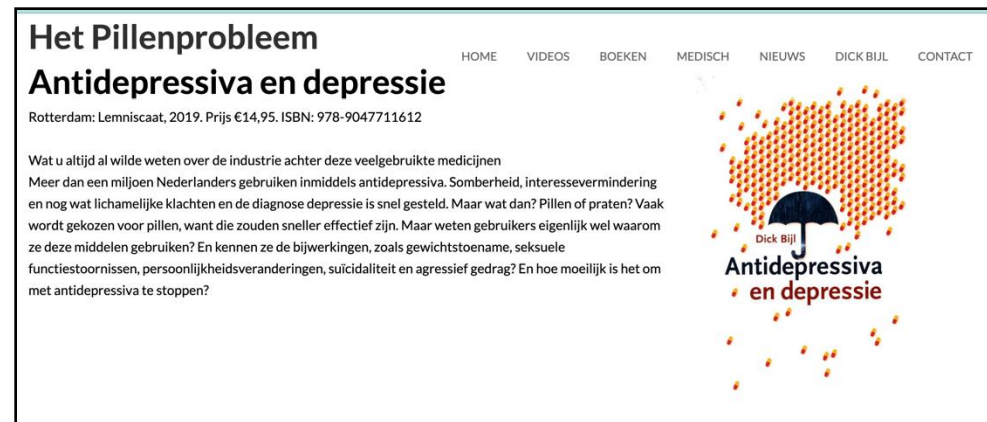 Het Pillenprobleem
HOME VIDEOS BOEKEN MEDISCH NIEUWS DICK BIJL CONTACT
Antidepressiva en depressie
Rotterdam: Lemniscaat, 2019. Prijs €14,95. ISBN: 978-9047711612
Wat u altijd al wilde weten over de industrie achter deze veelgebruikte medicijnen
Meer dan een miljoen Nederlanders gebruiken inmiddels antidepressiva. Somberheid, interessevermindering
en nog wat lichamelijke klachten en de diagnose depressie is snel gesteld. Maar wat dan? Pillen of praten? Vaak
wordt gekozen voor pillen, want die zouden sneller effectief zijn. Maar weten gebruikers eigenlijk wel waarom
ze deze middelen gebruiken? En kennen ze de bijwerkingen, zoals gewichtstoename, seksuele
functiestoornissen, persoonlijkheidsveranderingen, suïcidaliteit en agressief gedrag? En hoe moeilijk is het om
met antidepressiva te stoppen?
Dick Bijl
Antidepressiva
en depressie